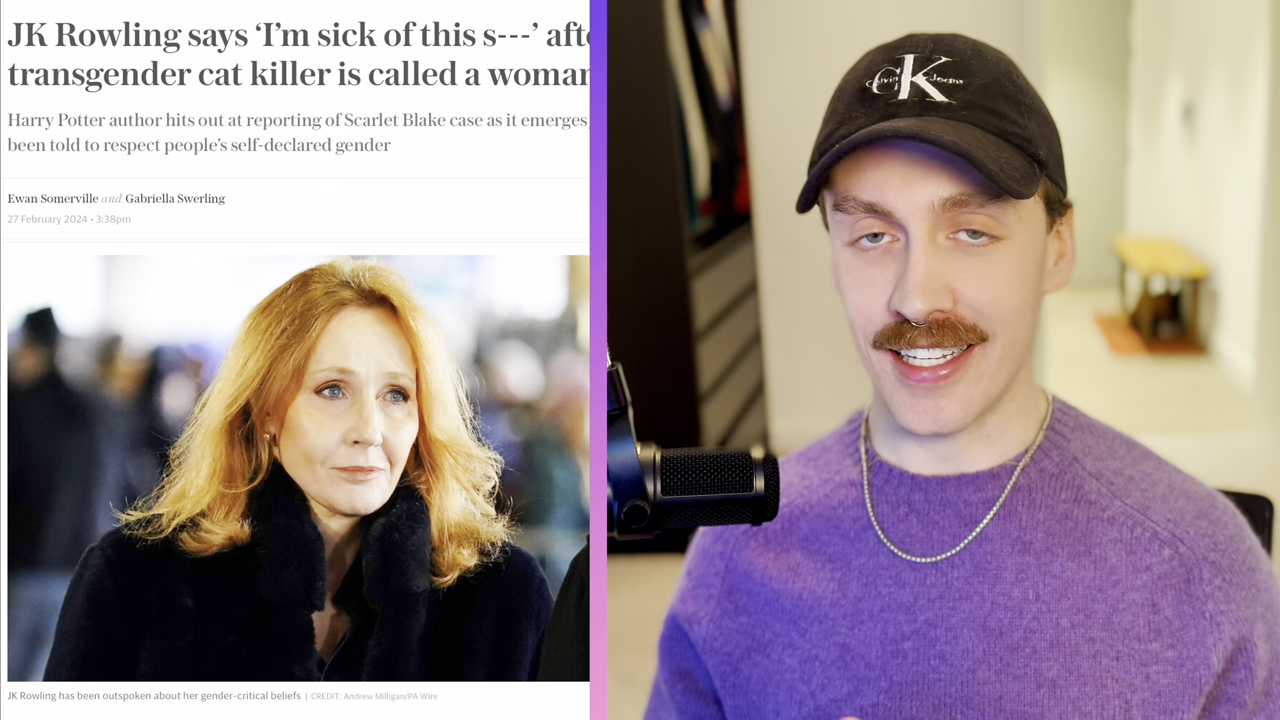 JK Rowling says ‘I’m sick of this s---’ afte
transgender cat killer is called a woman
Harry Potter author hits out at reporting of Scarlet Blake case as it emerges
been told to respect people’s self-declared gender
Ewan Somerville and Gabriella Swerling
27 February 2024 • 3:38pm
JK Rowling has been outspoken about her gender-critical beliefs | CREDIT: Andrew Milligan/PA Wire
CK
Calvin Klein Jeans